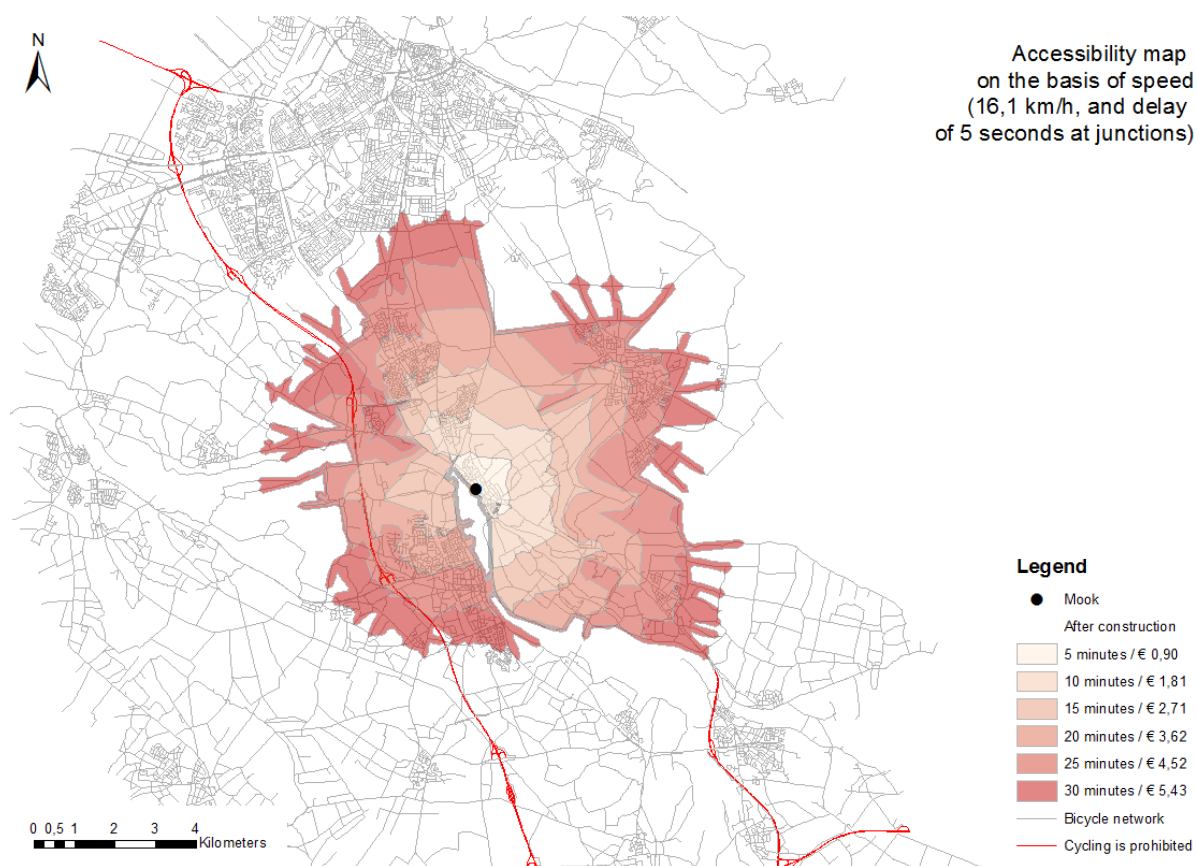 N
Accessibility map
on the basis of speed
(16,1 km/h, and delay
of 5 seconds at junctions)
Legend
Mook
After construction
5 minutes / € 0,90
10 minutes / € 1,81
15 minutes / € 2,71
20 minutes / € 3,62
25 minutes / € 4,52
30 minutes / € 5,43
Bicycle network
Cycling is prohibited
0 0,5 1 2 3 4
Kilometers